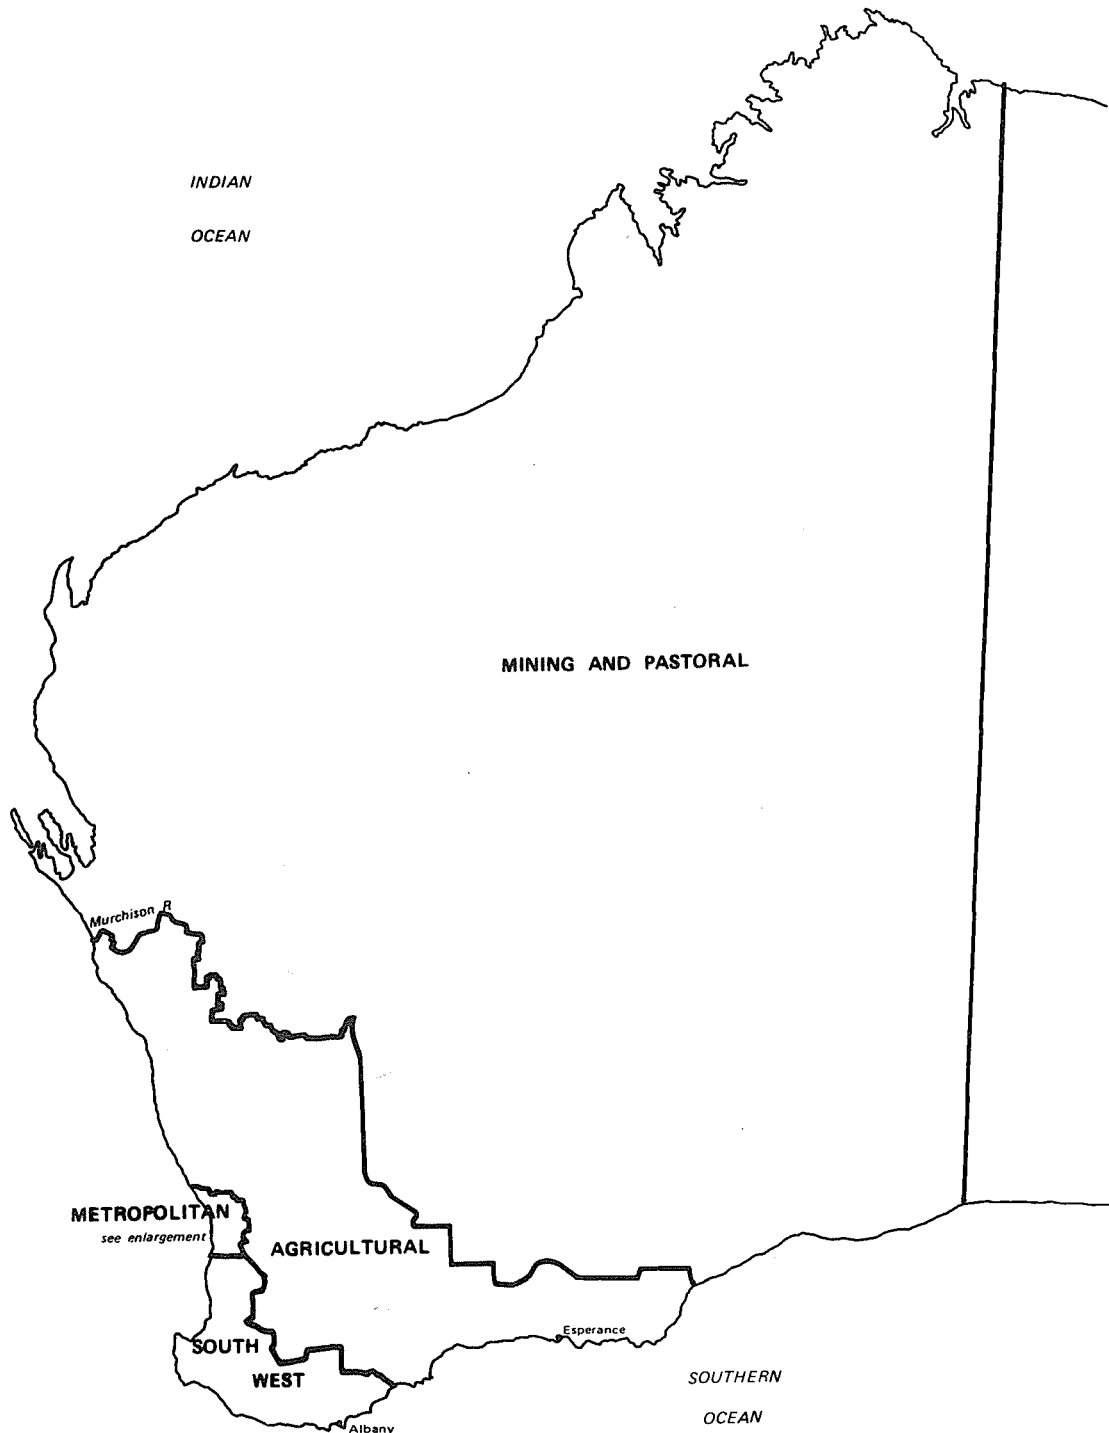 INDIAN
OCEAN
MINING AND PASTORAL
Murchison R
METROPOLITAN
see enlargement
AGRICULTURAL
Esperance
SOUTH
WEST
SOUTHERN
OCEAN
Albany